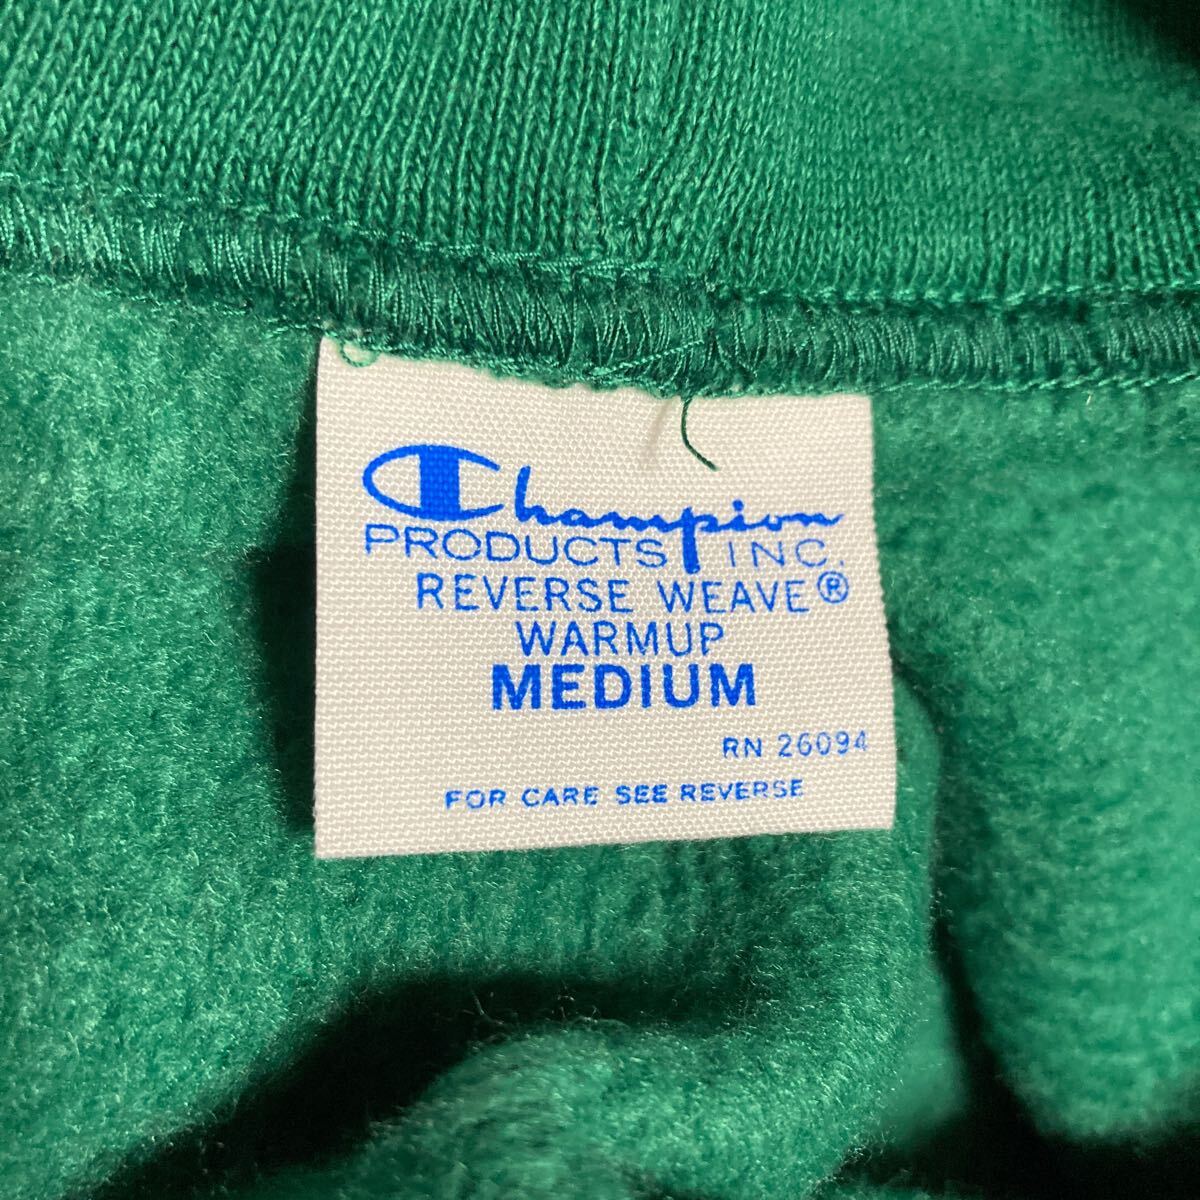 Champion
PRODUCTS INC.
REVERSE WEAVE®
WARMUP
MEDIUM
RN 26094
FOR CARE SEE REVERSE